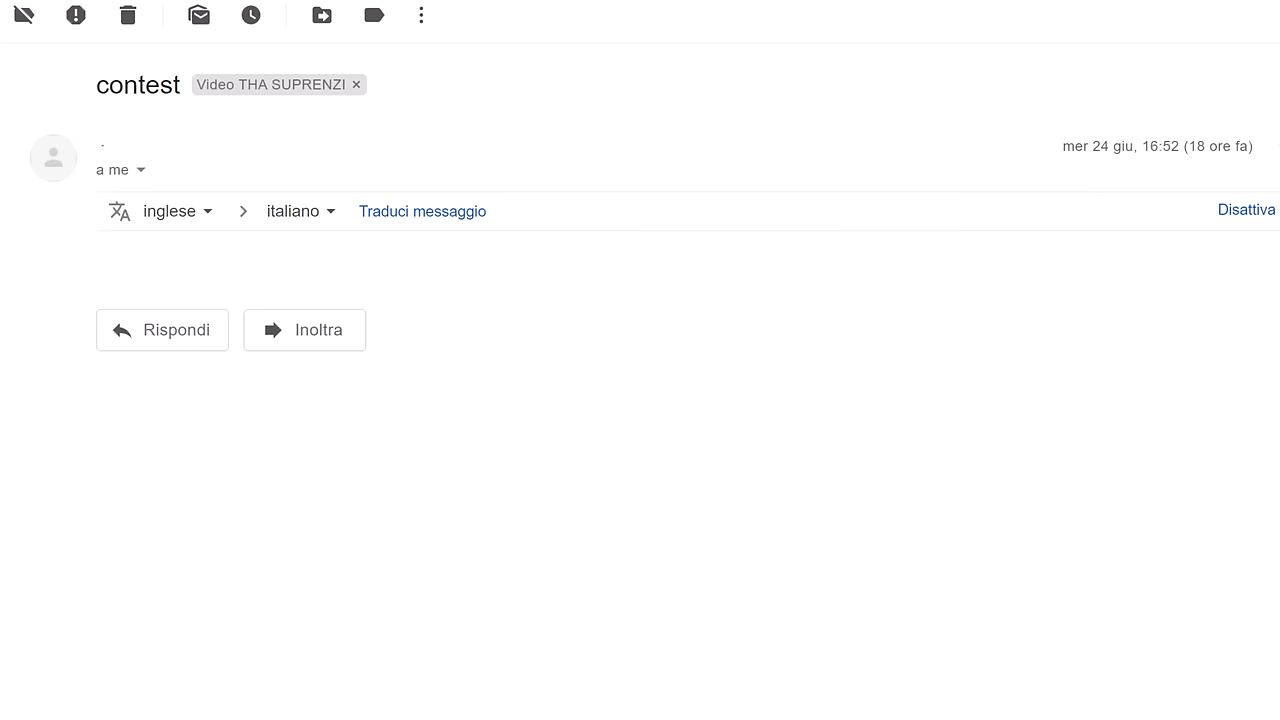 contest Video THA SUPRENZI ×
.
mer 24 giu, 16:52 (18 ore fa)
a me
inglese > italiano Traduci messaggio Disattiva
Rispondi Inoltra